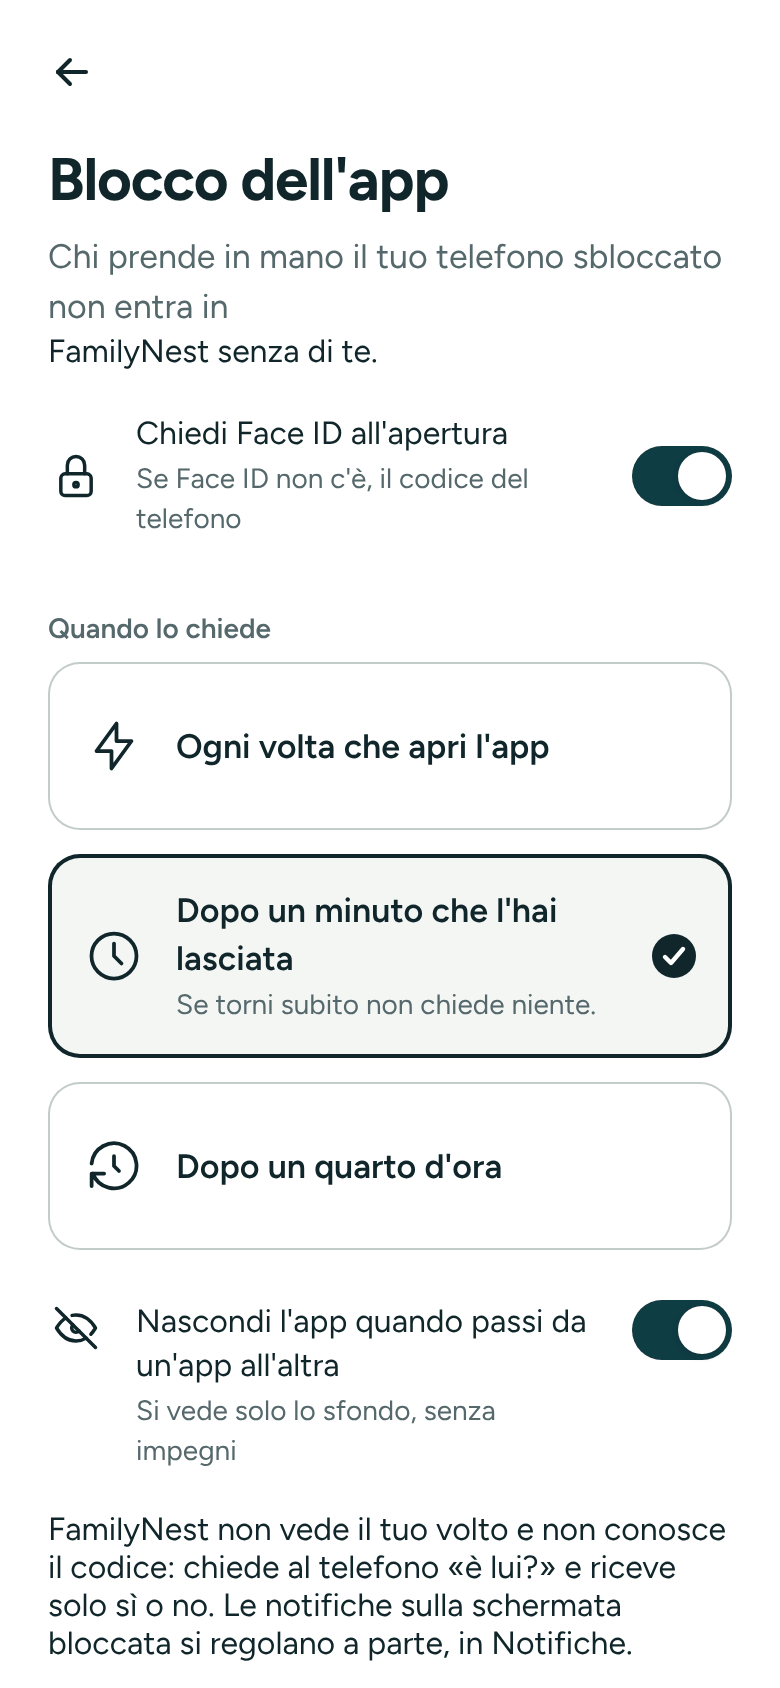 Blocco dell'app
Chi prende in mano il tuo telefono sbloccato
non entra in
FamilyNest senza di te.
Chiedi Face ID all'apertura
Se Face ID non c'è, il codice del
telefono
Quando lo chiede
Ogni volta che apri l'app
Dopo un minuto che l'hai
lasciata
Se torni subito non chiede niente.
Dopo un quarto d'ora
Nascondi l'app quando passi da
un'app all'altra
Si vede solo lo sfondo, senza
impegni
FamilyNest non vede il tuo volto e non conosce
il codice: chiede al telefono «è lui?» e riceve
solo sì o no. Le notifiche sulla schermata
bloccata si regolano a parte, in Notifiche.